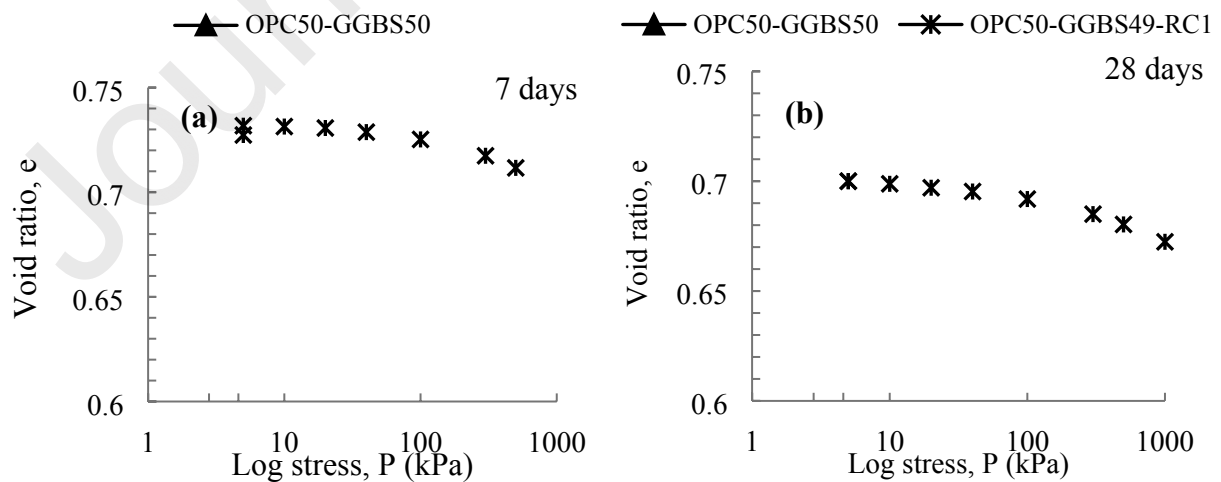 OPC50-GGBS50
OPC50-GGBS50 OPC50-GGBS49-RC1
7 days
28 days
(a)
(b)
Void ratio, e
0.75
0.7
0.65
0.6
1 10 100 1000
Log stress, P (kPa)
Void ratio, e
0.75
0.7
0.65
0.6
1 10 100 1000
Log stress, P (kPa)
Journ